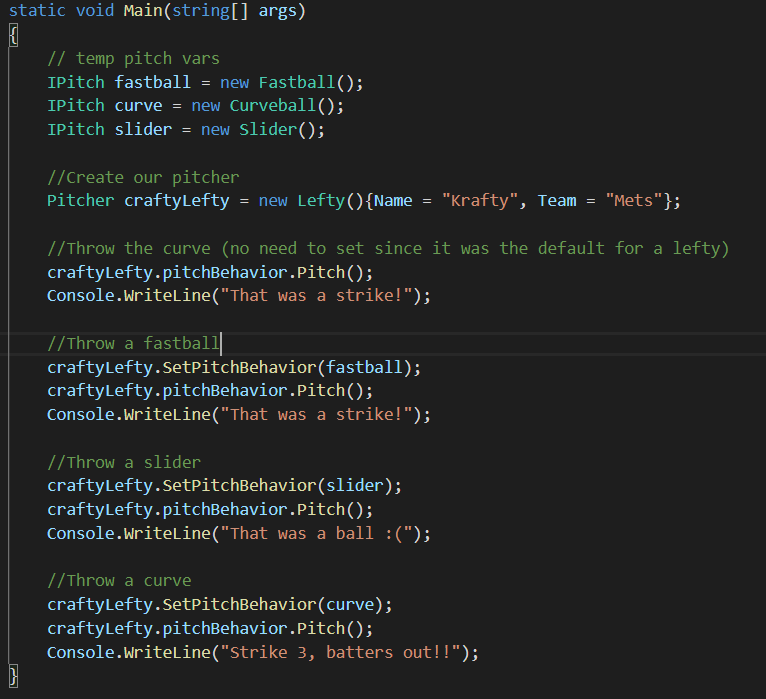 static void Main(string[] args)
{
// temp pitch vars
IPitch fastball = new Fastball();
IPitch curve = new Curveball();
IPitch slider = new Slider();
//Create our pitcher
Pitcher craftyLefty = new Lefty(){Name = "Krafty", Team = "Mets"};
//Throw the curve (no need to set since it was the default for a lefty)
craftyLefty.pitchBehavior.Pitch();
Console.WriteLine("That was a strike!");
//Throw a fastball
craftyLefty.SetPitchBehavior(fastball);
craftyLefty.pitchBehavior.Pitch();
Console.WriteLine("That was a strike!");
//Throw a slider
craftyLefty.SetPitchBehavior(slider);
craftyLefty.pitchBehavior.Pitch();
Console.WriteLine("That was a ball :(");
//Throw a curve
craftyLefty.SetPitchBehavior(curve);
craftyLefty.pitchBehavior.Pitch();
Console.WriteLine("Strike 3, batters out!!");
}